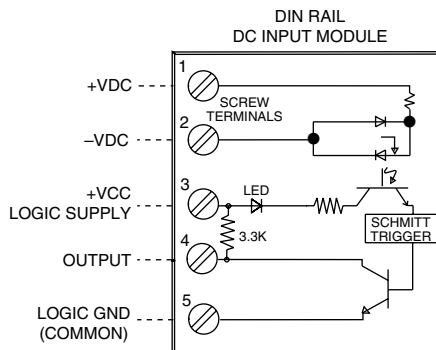 DIN RAIL
DC INPUT MODULE
1
+VDC
SCREW
TERMINALS
2
–VDC
+VCC
LOGIC SUPPLY
3
LED
3.3K
SCHMITT
TRIGGER
4
OUTPUT
5
LOGIC GND
(COMMON)